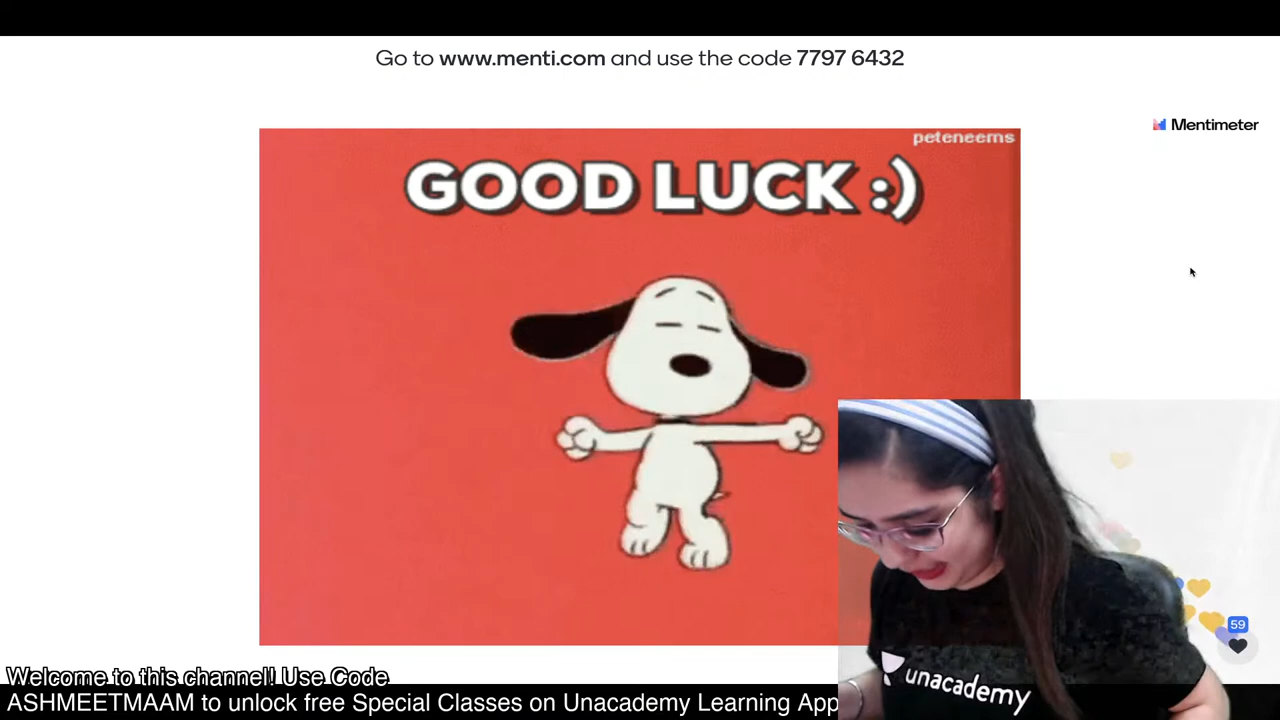 Go to www.menti.com and use the code 7797 6432
Mentimeter
peteneems
GOOD LUCK :)
59
unacademy
Welcome to this channel! Use Code
ASHMEETMAAM to unlock free Special Classes on Unacademy Learning App